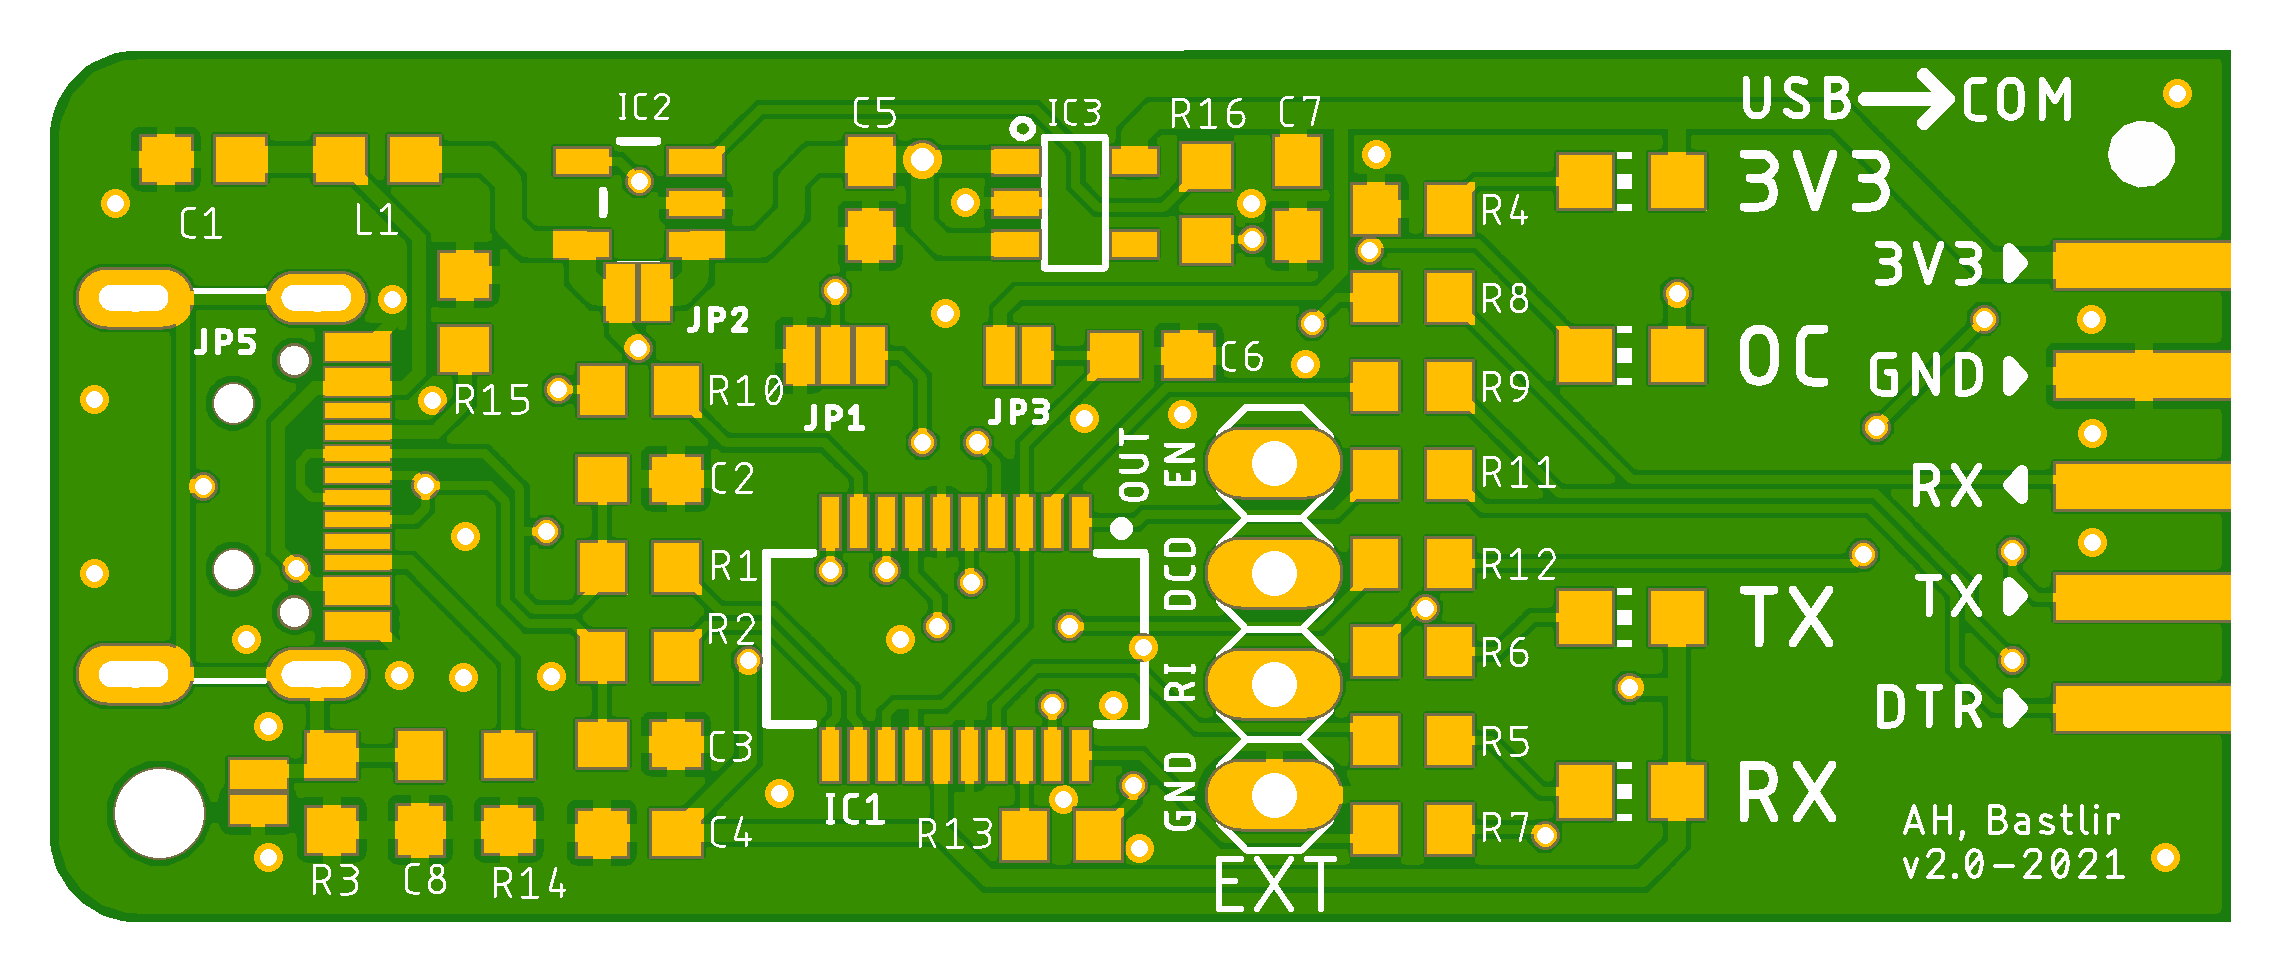 USB COM
IC2
C5
IC3
R16
C7
C1
L1
R4
3V3
3V3
JP5
JP2
R8
OC
GND
R15
R10
JP1
JP3
C6
R9
OUT
EN
C2
R11
RX
R1
DCD
R12
TX
R2
RI
R6
TX
C3
R5
DTR
IC1
R13
GND
R7
RX
C4
R3
C8
R14
EXT
AH, Bastlir
v2.0-2021